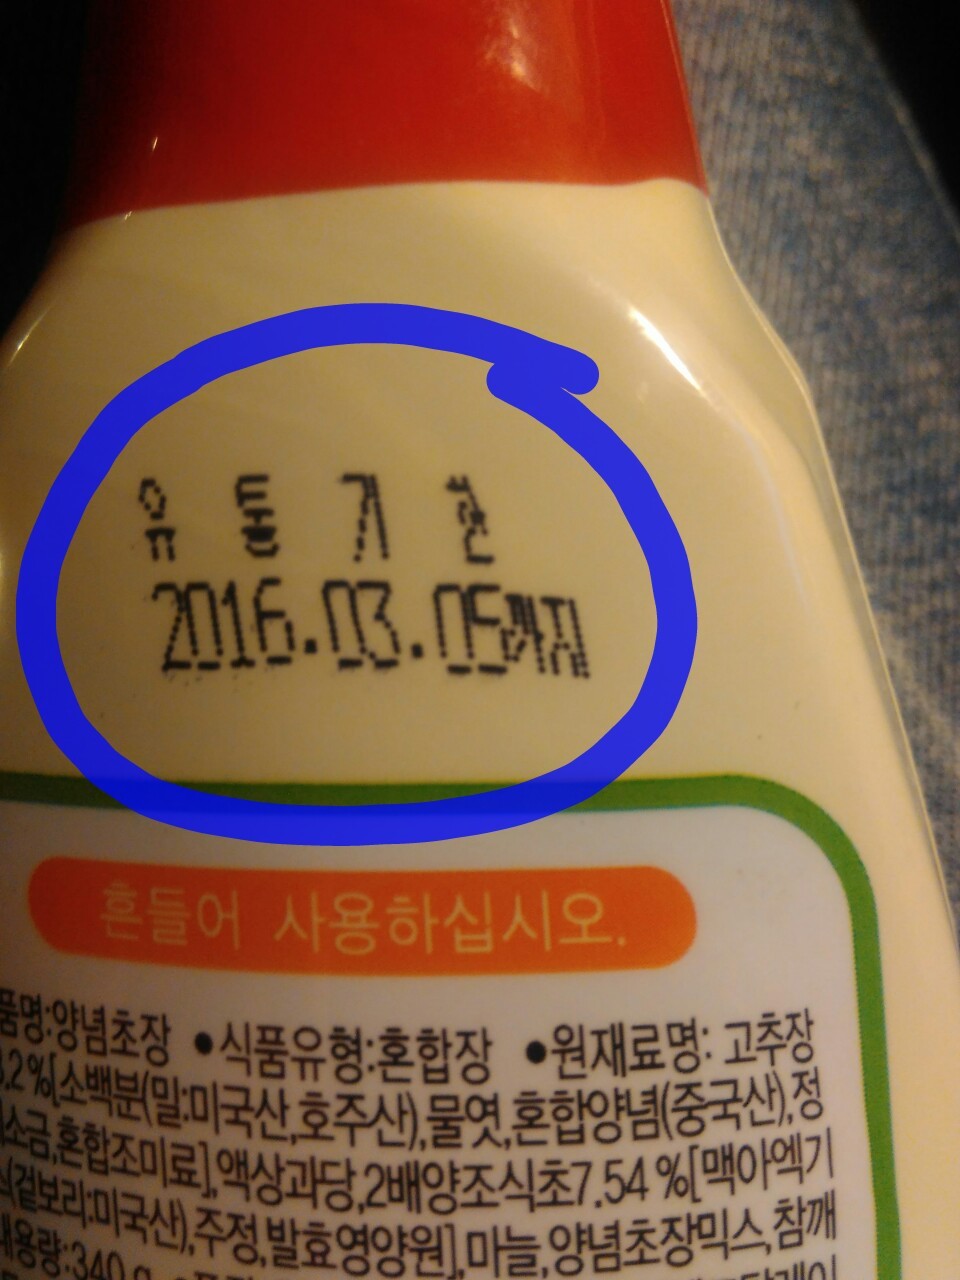 유통기한
2016.03.05까지
흔들어 사용하십시오.
품명:양념초장 ●식품유형:혼합장 ●원재료명: 고추장
.2%[소백분(밀:미국산,호주산),물엿,혼합양념(중국산),정
소금,혼합조미료],액상과당,2배양조식초7.54%[맥아엑기
(겉보리:미국산),주정,발효영양원],마늘,양념초장믹스,참깨
내용량:340g